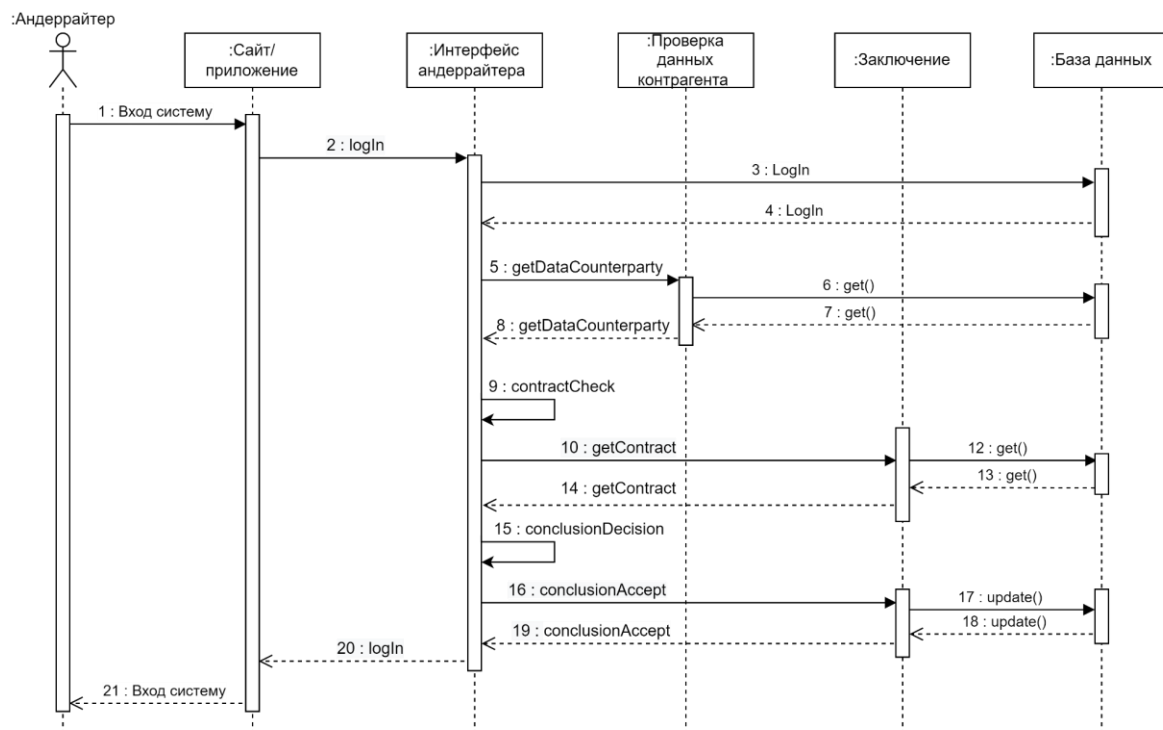 :Андеррайтер
:Сайт/
приложение
:Интерфейс
андеррайтера
:Проверка
данных
контрагента
:Заключение
:База данных
1 : Вход систему
2 : logIn
3 : LogIn
4 : LogIn
5 : getDataCounterparty
6 : get()
7 : get()
8 : getDataCounterparty
9 : contractCheck
10 : getContract
12 : get()
13 : get()
14 : getContract
15 : conclusionDecision
16 : conclusionAccept
17 : update()
18 : update()
19 : conclusionAccept
20 : logIn
21 : Вход систему